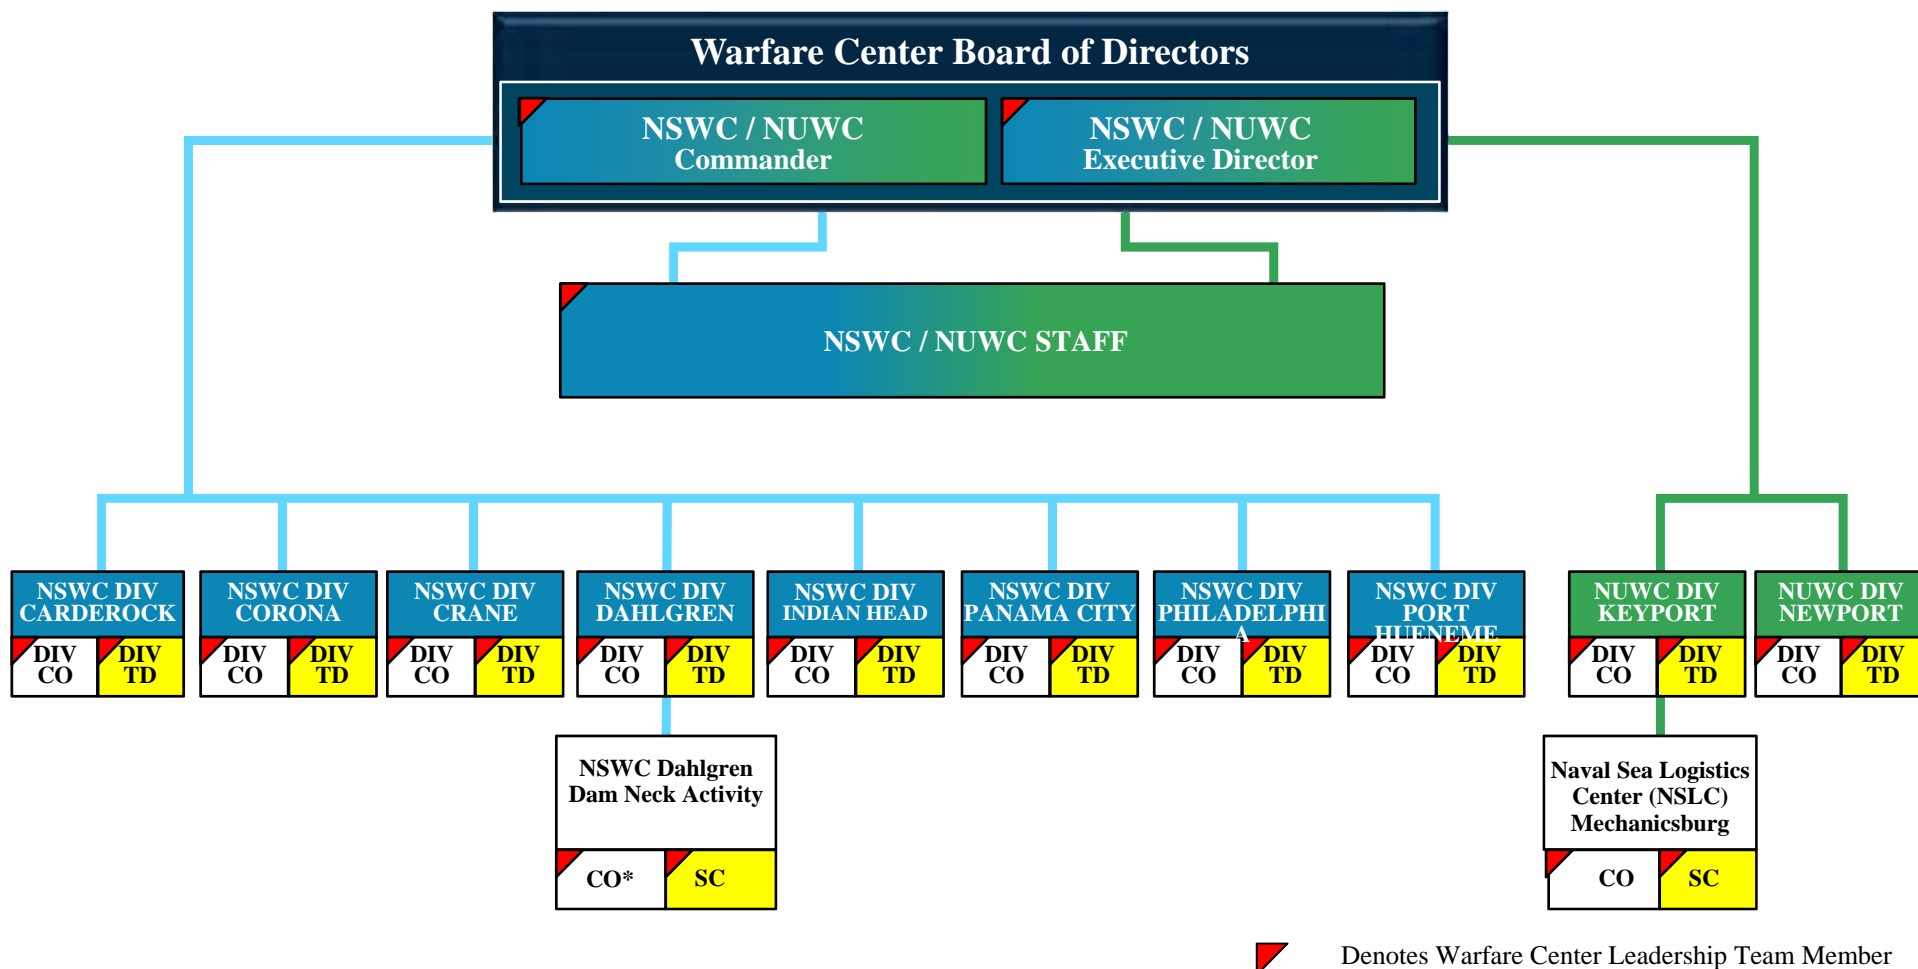 Warfare Center Board of Directors
NSWC / NUWC
Commander
NSWC / NUWC
Executive Director
NSWC / NUWC STAFF
NSWC DIV
CARDEROCK
DIV
CO
DIV
TD
NSWC DIV
CORONA
DIV
CO
DIV
TD
NSWC DIV
CRANE
DIV
CO
DIV
TD
NSWC DIV
DAHLGREN
DIV
CO
DIV
TD
NSWC DIV
INDIAN HEAD
DIV
CO
DIV
TD
NSWC DIV
PANAMA CITY
DIV
CO
DIV
TD
NSWC DIV
PHILADELPHI
A
DIV
CO
DIV
TD
NSWC DIV
PORT
HUENEME
DIV
CO
DIV
TD
NUWC DIV
KEYPORT
DIV
CO
DIV
TD
NUWC DIV
NEWPORT
DIV
CO
DIV
TD
NSWC Dahlgren
Dam Neck Activity
CO*
SC
Naval Sea Logistics
Center (NSLC)
Mechanicsburg
CO
SC
Denotes Warfare Center Leadership Team Member